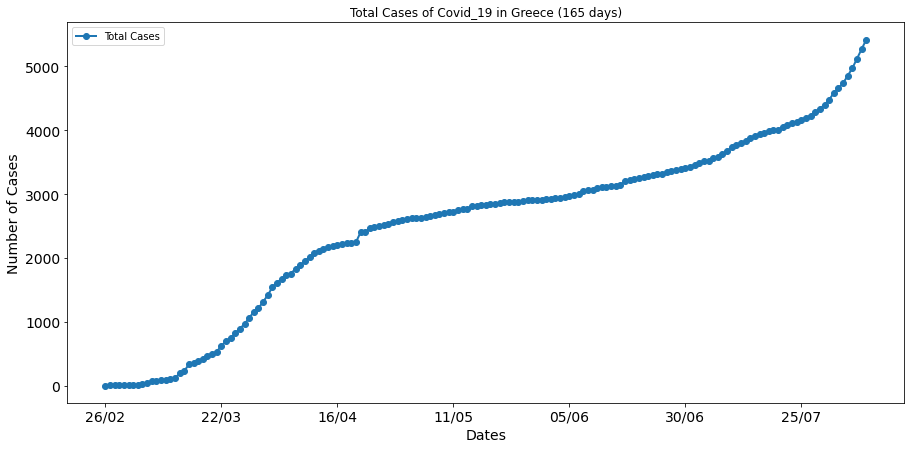 Total Cases of Covid_19 in Greece (165 days)
Total Cases
Number of Cases
5000
4000
3000
2000
1000
0
26/02 22/03 16/04 11/05 05/06 30/06 25/07
Dates